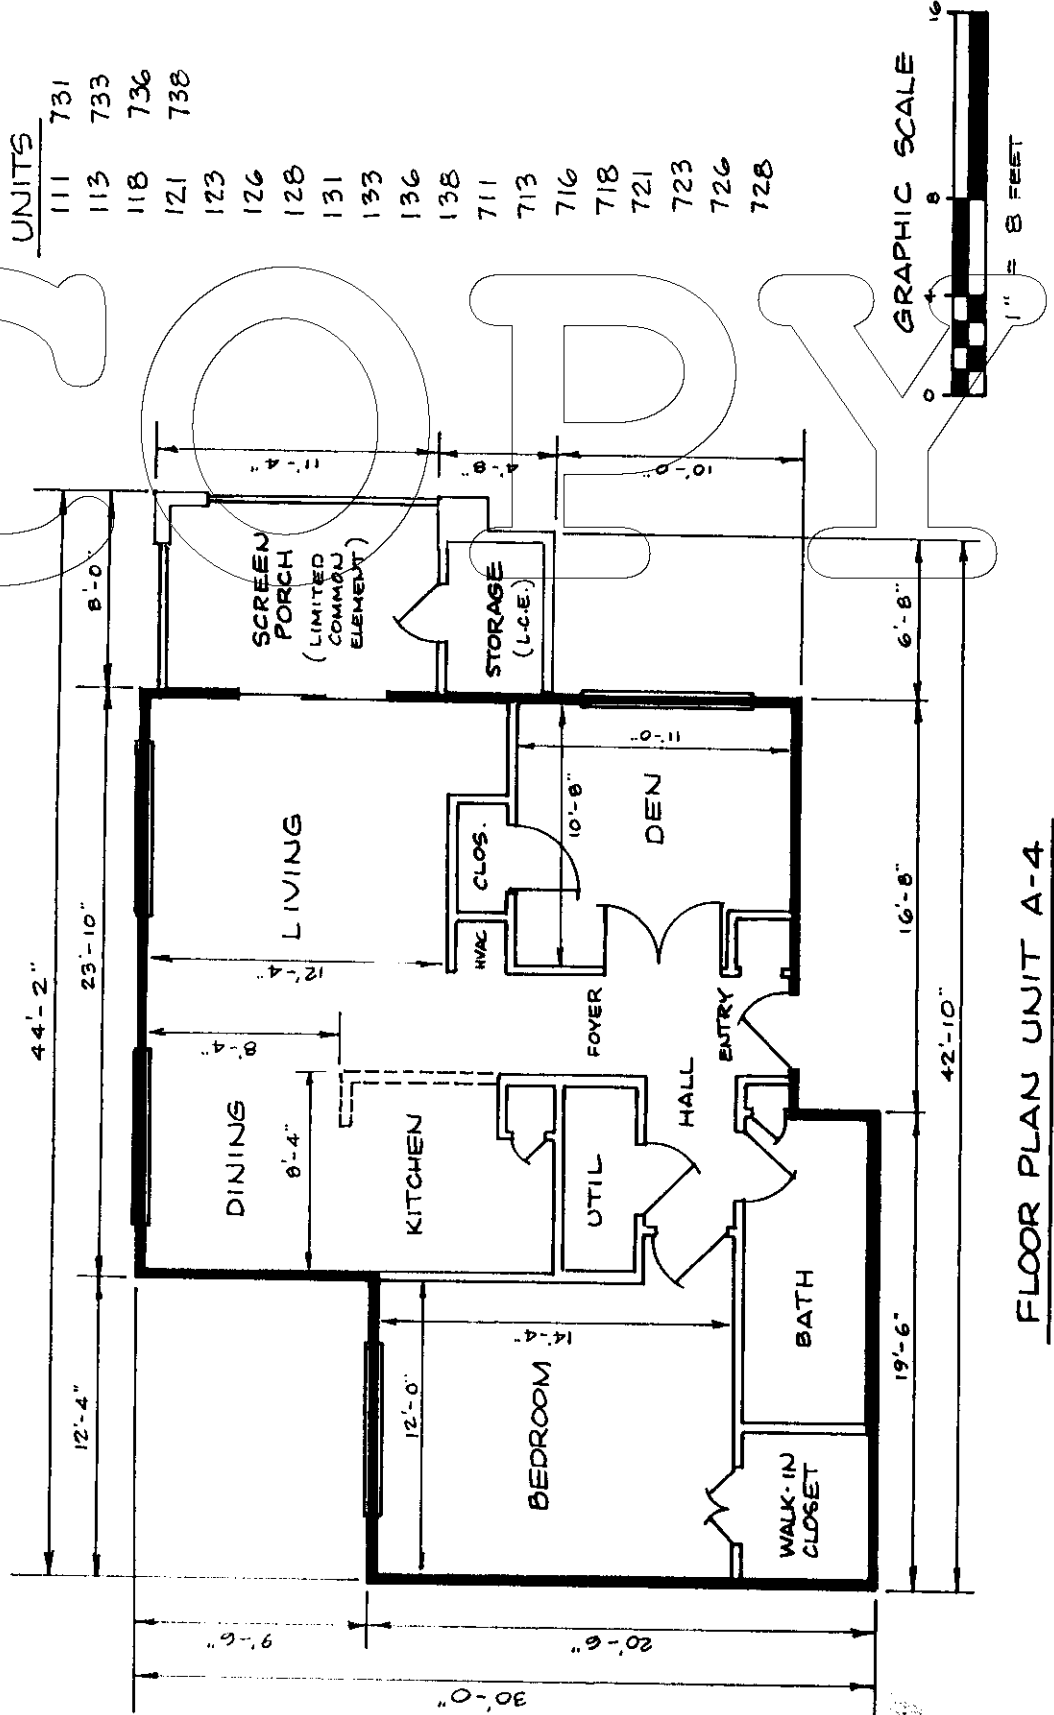 UNITS
111 731
113 733
118 736
121 738
123
126
128
131
133
136
138
711
713
716
718
721
723
726
728
COPY
44'-2"
12'-4"
23'-10"
8'-0"
30'-0"
9'-6"
20'-6"
11'-4"
4'-8"
10'-0"
SCREEN
PORCH
(LIMITED
COMMON
ELEMENT)
STORAGE
(L.C.E.)
LIVING
12'-4"
DINING
8'-4"
8'-4"
KITCHEN
CLOS.
HVAC
10'-8"
11'-0"
DEN
FOYER
ENTRY
HALL
UTIL
BEDROOM
12'-0"
14'-4"
BATH
WALK-IN
CLOSET
19'-6"
16'-8"
6'-8"
42'-10"
FLOOR PLAN UNIT A-4
GRAPHIC SCALE
0 4 8 16
1" = 8 FEET